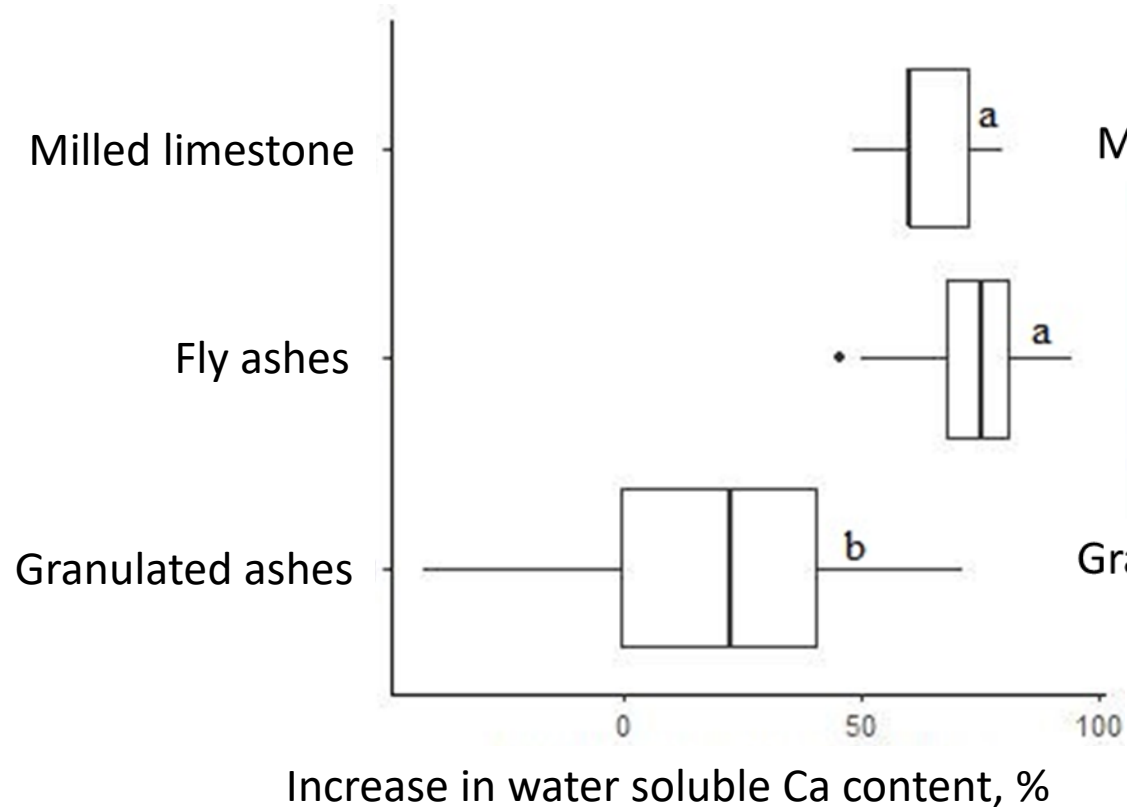 Milled limestone
a
M
Fly ashes
a
Granulated ashes
b
Gra
0 50 100
Increase in water soluble Ca content, %